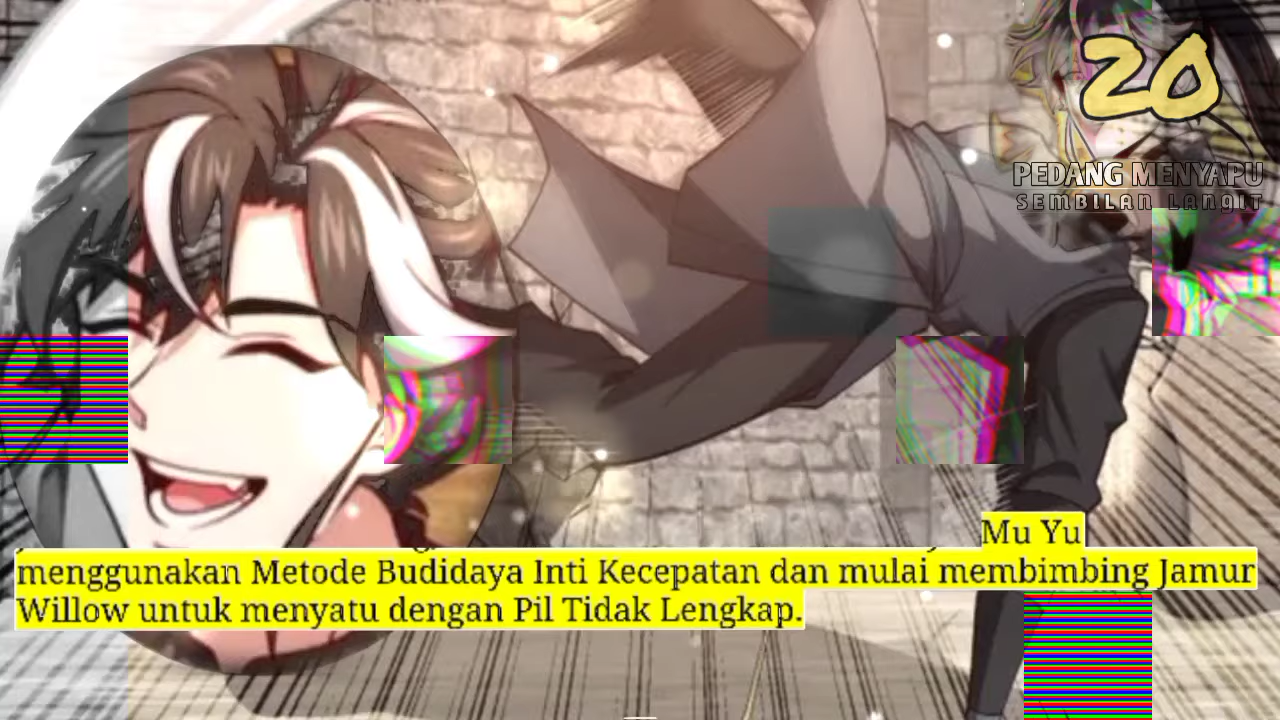 20
PEDANG MENYAPU
SEMBILAN LANGIT
Mu Yu
menggunakan Metode Budidaya Inti Kecepatan dan mulai membimbing Jamur
Willow untuk menyatu dengan Pil Tidak Lengkap.